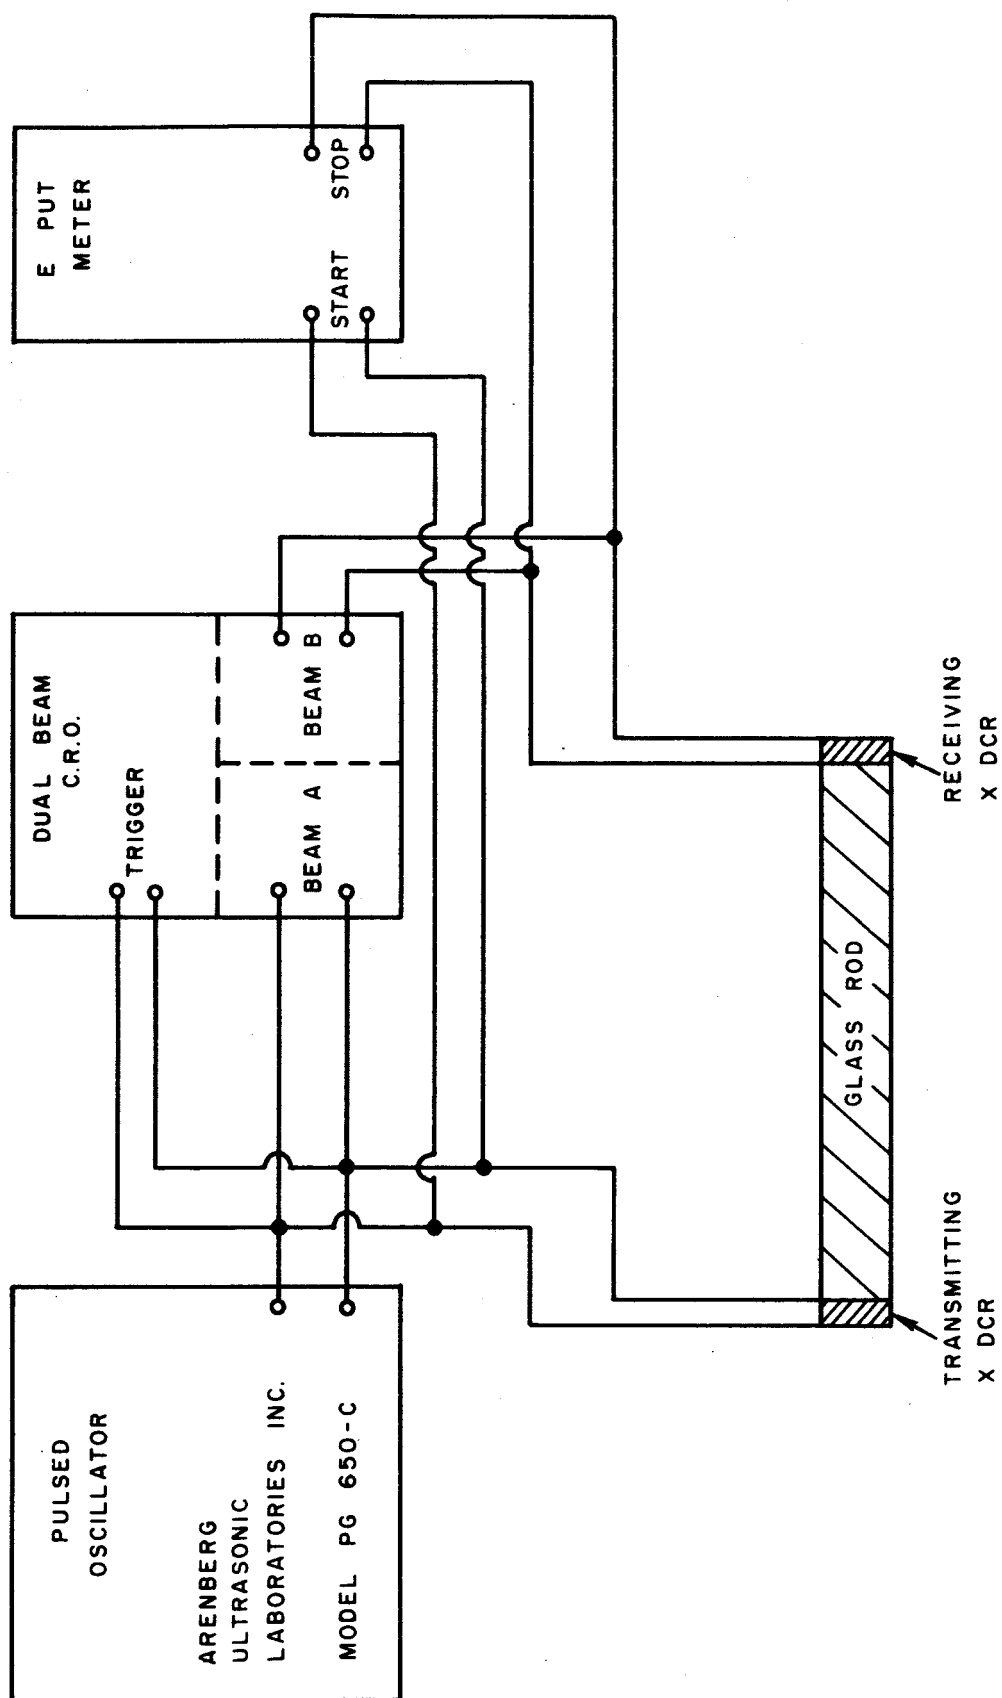 PULSED
OSCILLATOR
ARENBERG
ULTRASONIC
LABORATORIES INC.
MODEL PG 650-C
DUAL BEAM
C.R.O.
TRIGGER
BEAM A
BEAM B
E PUT
METER
START
STOP
GLASS ROD
TRANSMITTING
X DCR
RECEIVING
X DCR